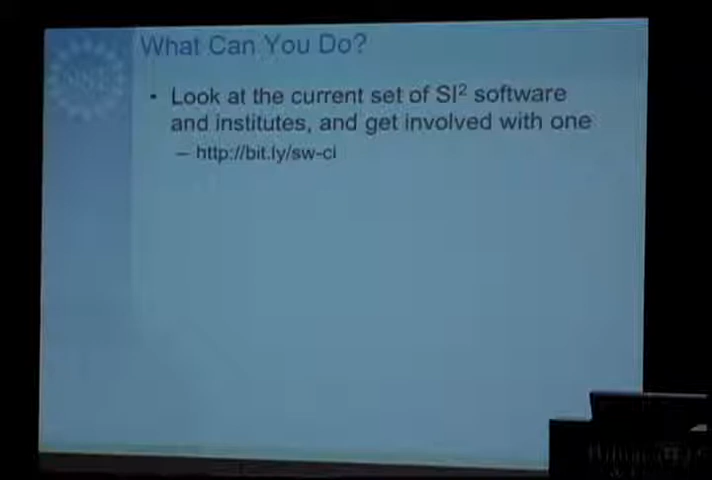 What Can You Do?
• Look at the current set of SI² software
and institutes, and get involved with one
– http://bit.ly/sw-ci
NSF